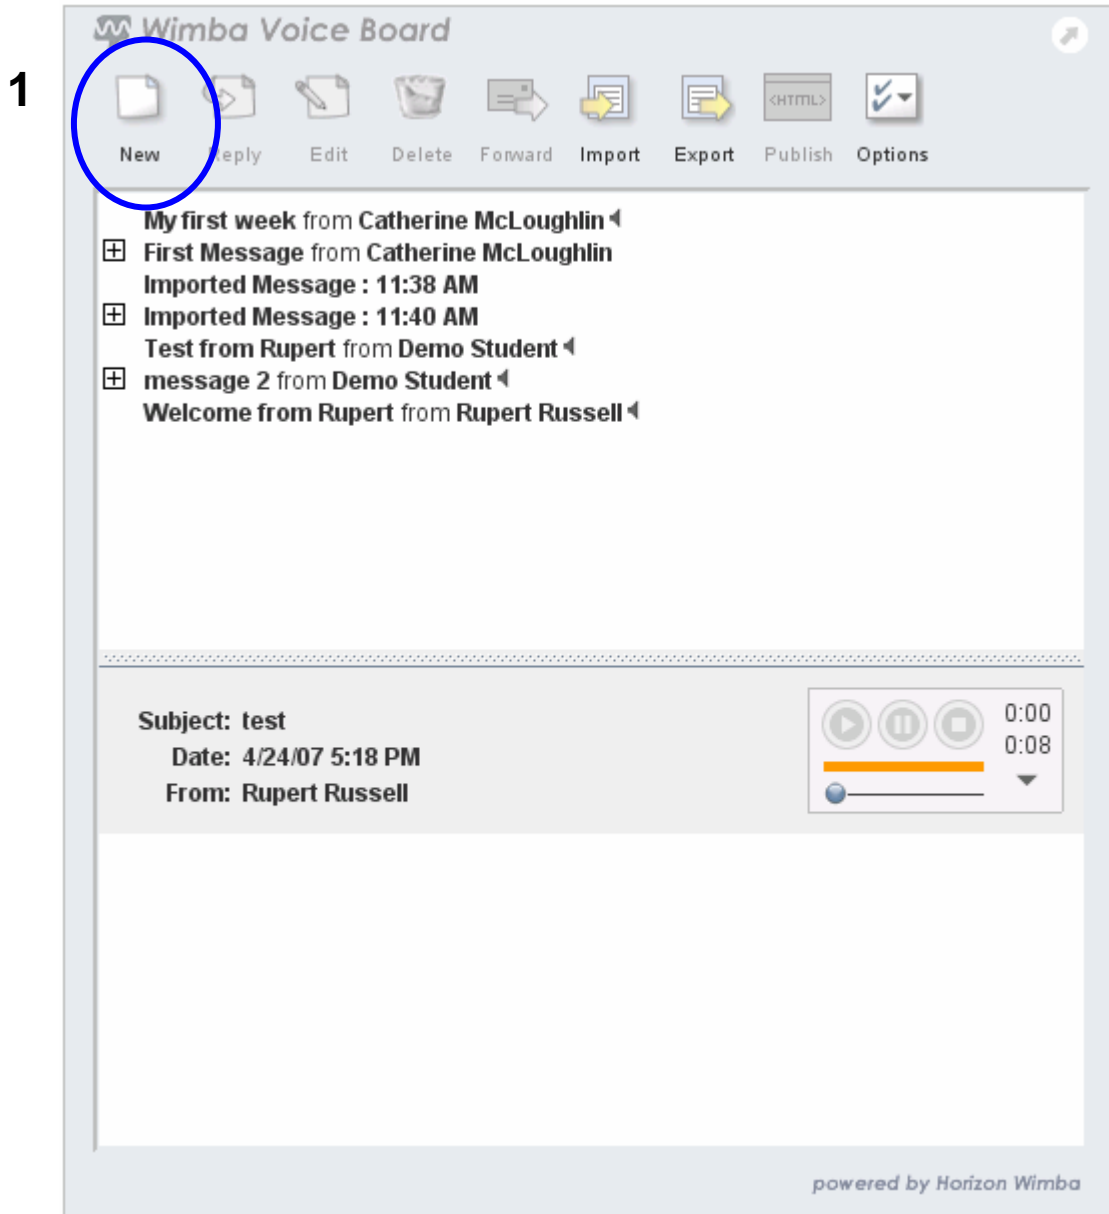 Wimba Voice Board
1
New Reply Edit Delete Forward Import Export <HTML> Publish Options
My first week from Catherine McLoughlin
First Message from Catherine McLoughlin
Imported Message : 11:38 AM
Imported Message : 11:40 AM
Test from Rupert from Demo Student
message 2 from Demo Student
Welcome from Rupert from Rupert Russell
Subject: test
Date: 4/24/07 5:18 PM
From: Rupert Russell
0:00
0:08
powered by Horizon Wimba